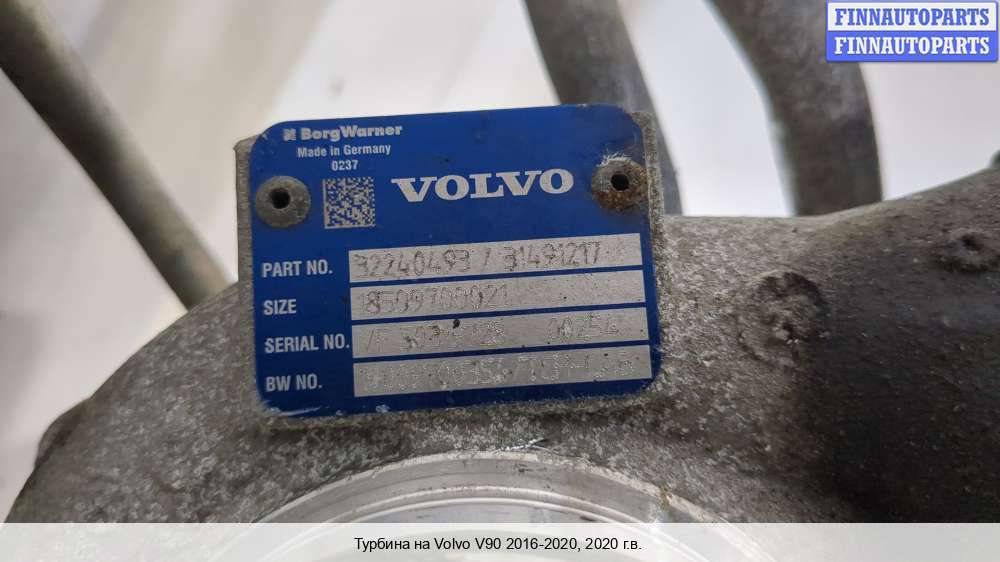 FINNAUTOPARTS
FINNAUTOPARTS
BorgWarner
Made in Germany
0237
VOLVO
PART NO. 32240493 / 31491217
SIZE 18509700021
SERIAL NO. 00254
BW NO.
Турбина на Volvo V90 2016-2020, 2020 г.в.